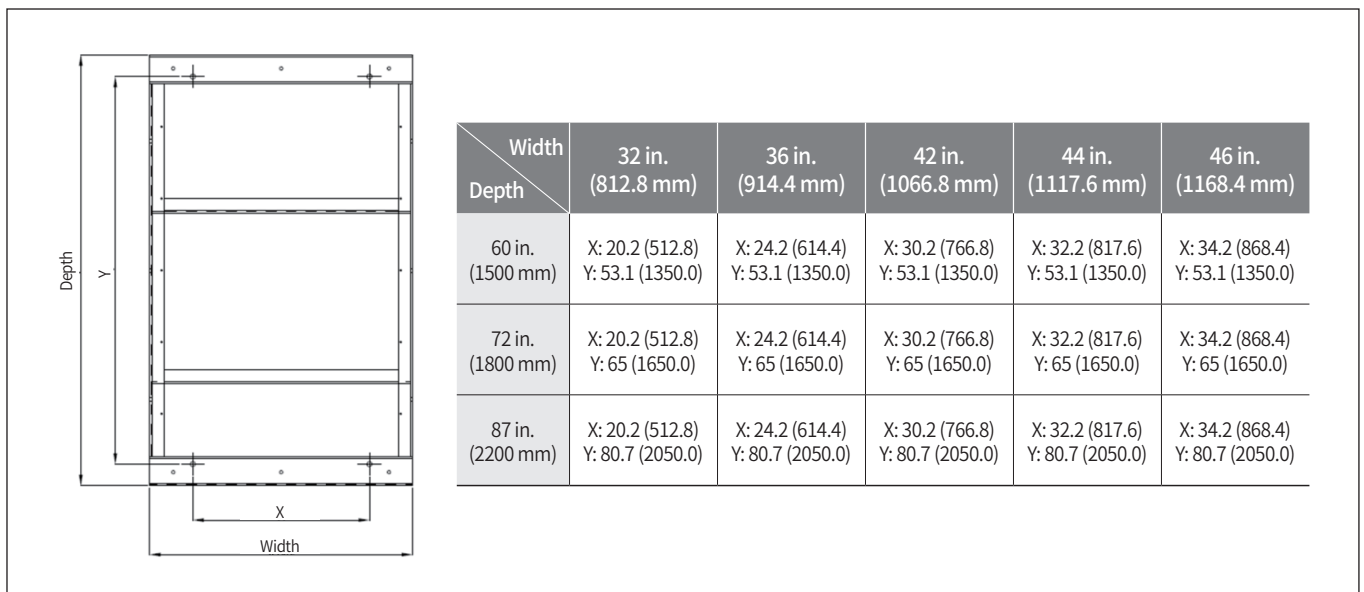 Depth
Y
X
Width
Width
Depth
32 in.
(812.8 mm)
36 in.
(914.4 mm)
42 in.
(1066.8 mm)
44 in.
(1117.6 mm)
46 in.
(1168.4 mm)
60 in.
(1500 mm)
X: 20.2 (512.8)
Y: 53.1 (1350.0)
X: 24.2 (614.4)
Y: 53.1 (1350.0)
X: 30.2 (766.8)
Y: 53.1 (1350.0)
X: 32.2 (817.6)
Y: 53.1 (1350.0)
X: 34.2 (868.4)
Y: 53.1 (1350.0)
72 in.
(1800 mm)
X: 20.2 (512.8)
Y: 65 (1650.0)
X: 24.2 (614.4)
Y: 65 (1650.0)
X: 30.2 (766.8)
Y: 65 (1650.0)
X: 32.2 (817.6)
Y: 65 (1650.0)
X: 34.2 (868.4)
Y: 65 (1650.0)
87 in.
(2200 mm)
X: 20.2 (512.8)
Y: 80.7 (2050.0)
X: 24.2 (614.4)
Y: 80.7 (2050.0)
X: 30.2 (766.8)
Y: 80.7 (2050.0)
X: 32.2 (817.6)
Y: 80.7 (2050.0)
X: 34.2 (868.4)
Y: 80.7 (2050.0)